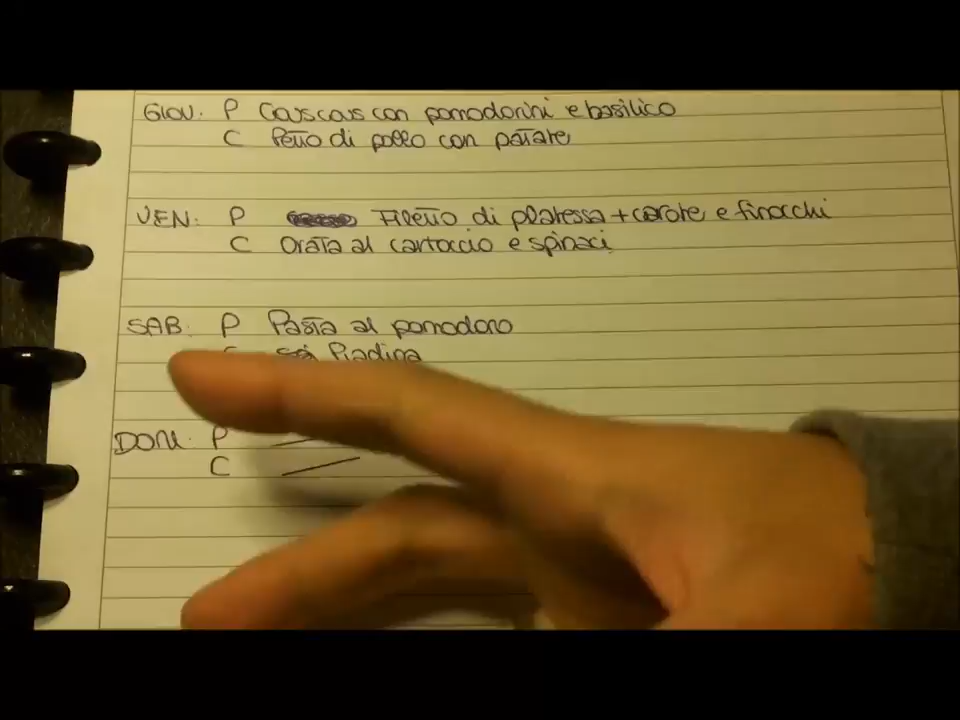 GIOV: P Couscous con pomodorini e basilico
C Petto di pollo con patate
VEN: P Filetto di platessa + carote e finocchi
C Orata al cartoccio e spinaci
SAB: P Pasta al pomodoro
C Piadina
DOM: P
C